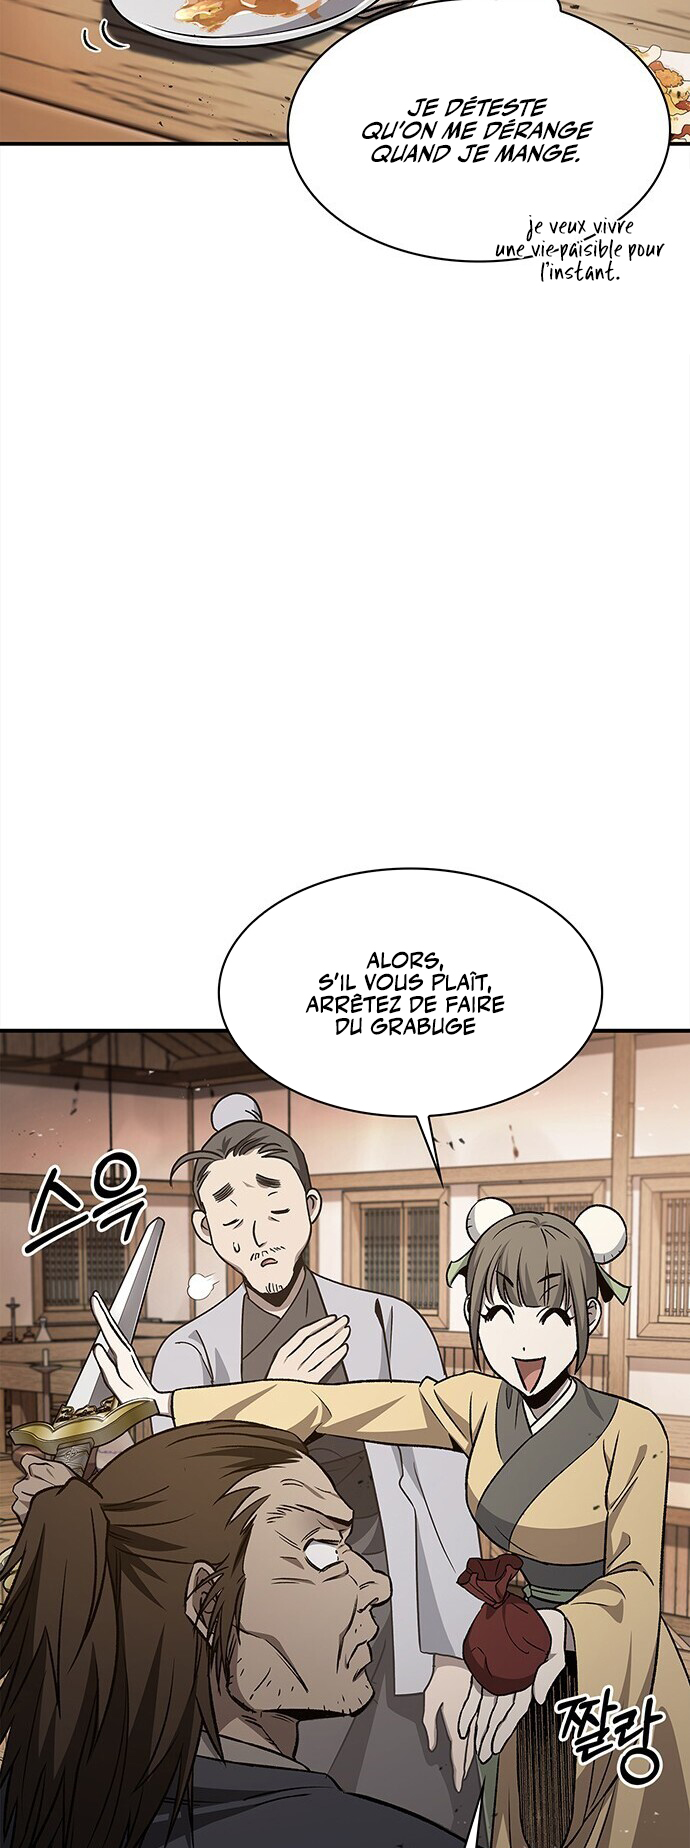 JE DÉTESTE
QU'ON ME DÉRANGE
QUAND JE MANGE.
je veux vivre
une vie païsible pour
l'instant.
ALORS,
S'IL VOUS PLAÎT,
ARRÊTEZ DE FAIRE
DU GRABUGE
스윽
짤랑